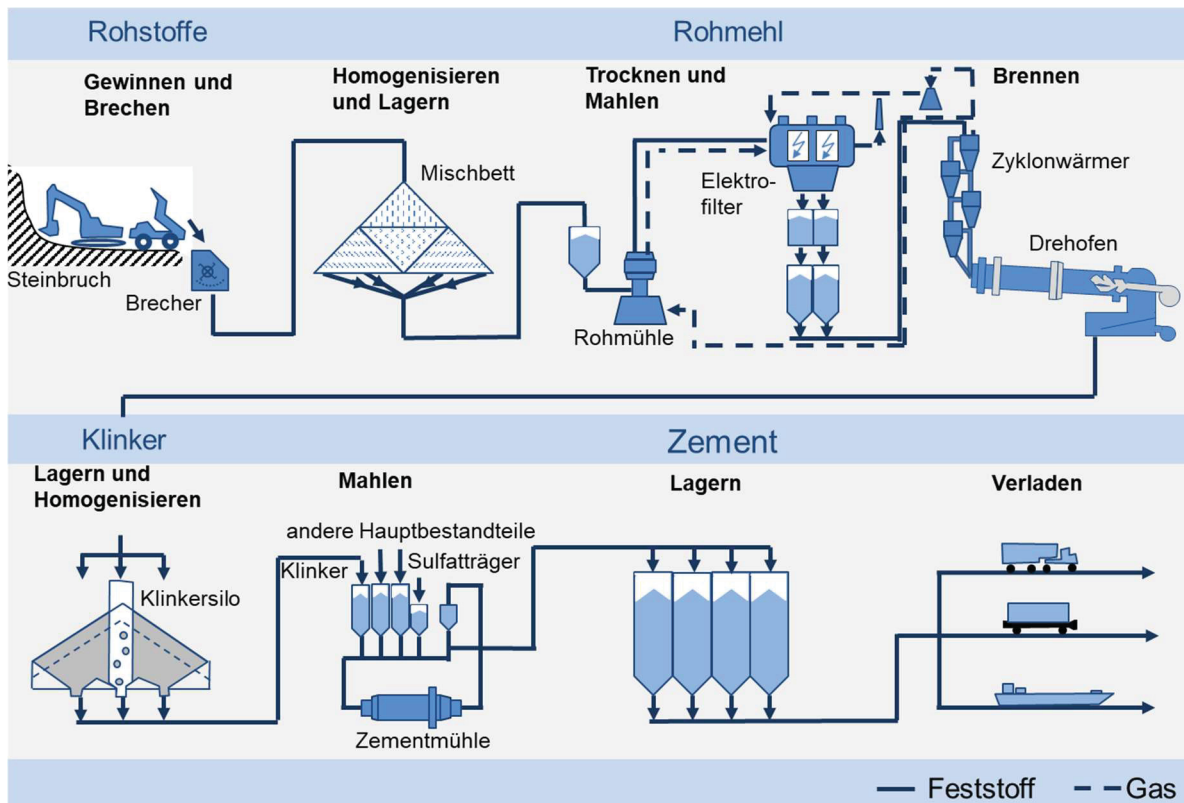 Rohstoffe
Rohmehl
Gewinnen und
Brechen
Homogenisieren
und Lagern
Trocknen und
Mahlen
Brennen
Mischbett
Elektro-
filter
Zyklonwärmer
Drehofen
Steinbruch
Brecher
Rohmühle
Klinker
Zement
Lagern und
Homogenisieren
Mahlen
Lagern
Verladen
andere Hauptbestandteile
Sulfatträger
Klinker
Klinkersilo
Zementmühle
Feststoff
Gas